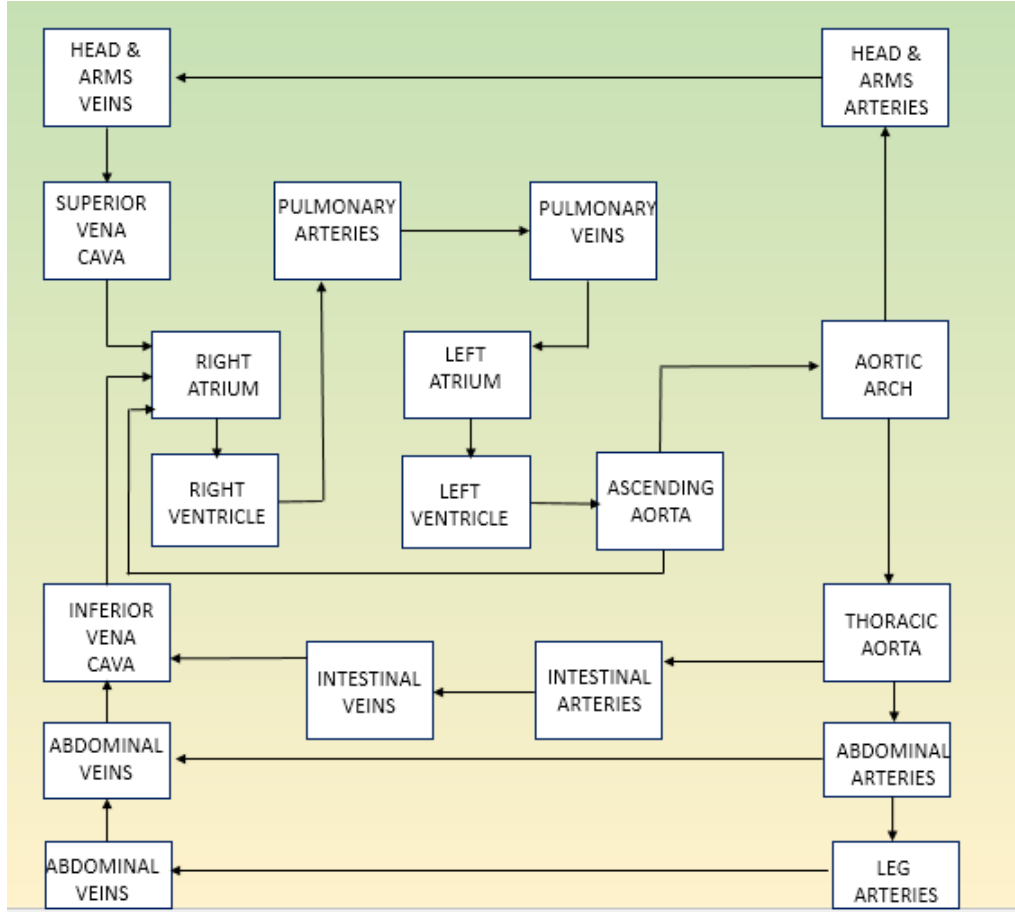 HEAD &
ARMS
VEINS
HEAD &
ARMS
ARTERIES
SUPERIOR
VENA
CAVA
PULMONARY
ARTERIES
PULMONARY
VEINS
RIGHT
ATRIUM
LEFT
ATRIUM
AORTIC
ARCH
RIGHT
VENTRICLE
LEFT
VENTRICLE
ASCENDING
AORTA
INFERIOR
VENA
CAVA
INTESTINAL
VEINS
INTESTINAL
ARTERIES
THORACIC
AORTA
ABDOMINAL
VEINS
ABDOMINAL
ARTERIES
ABDOMINAL
VEINS
LEG
ARTERIES